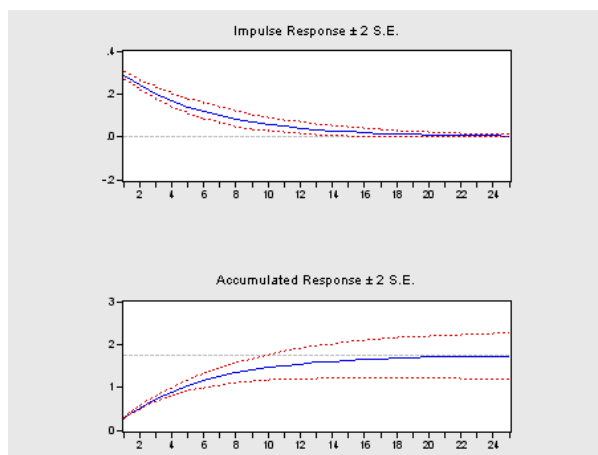 Impulse Response ± 2 S.E.
.4
.2
.0
-.2
2 4 6 8 10 12 14 16 18 20 22 24
Accumulated Response ± 2 S.E.
3
2
1
0
2 4 6 8 10 12 14 16 18 20 22 24